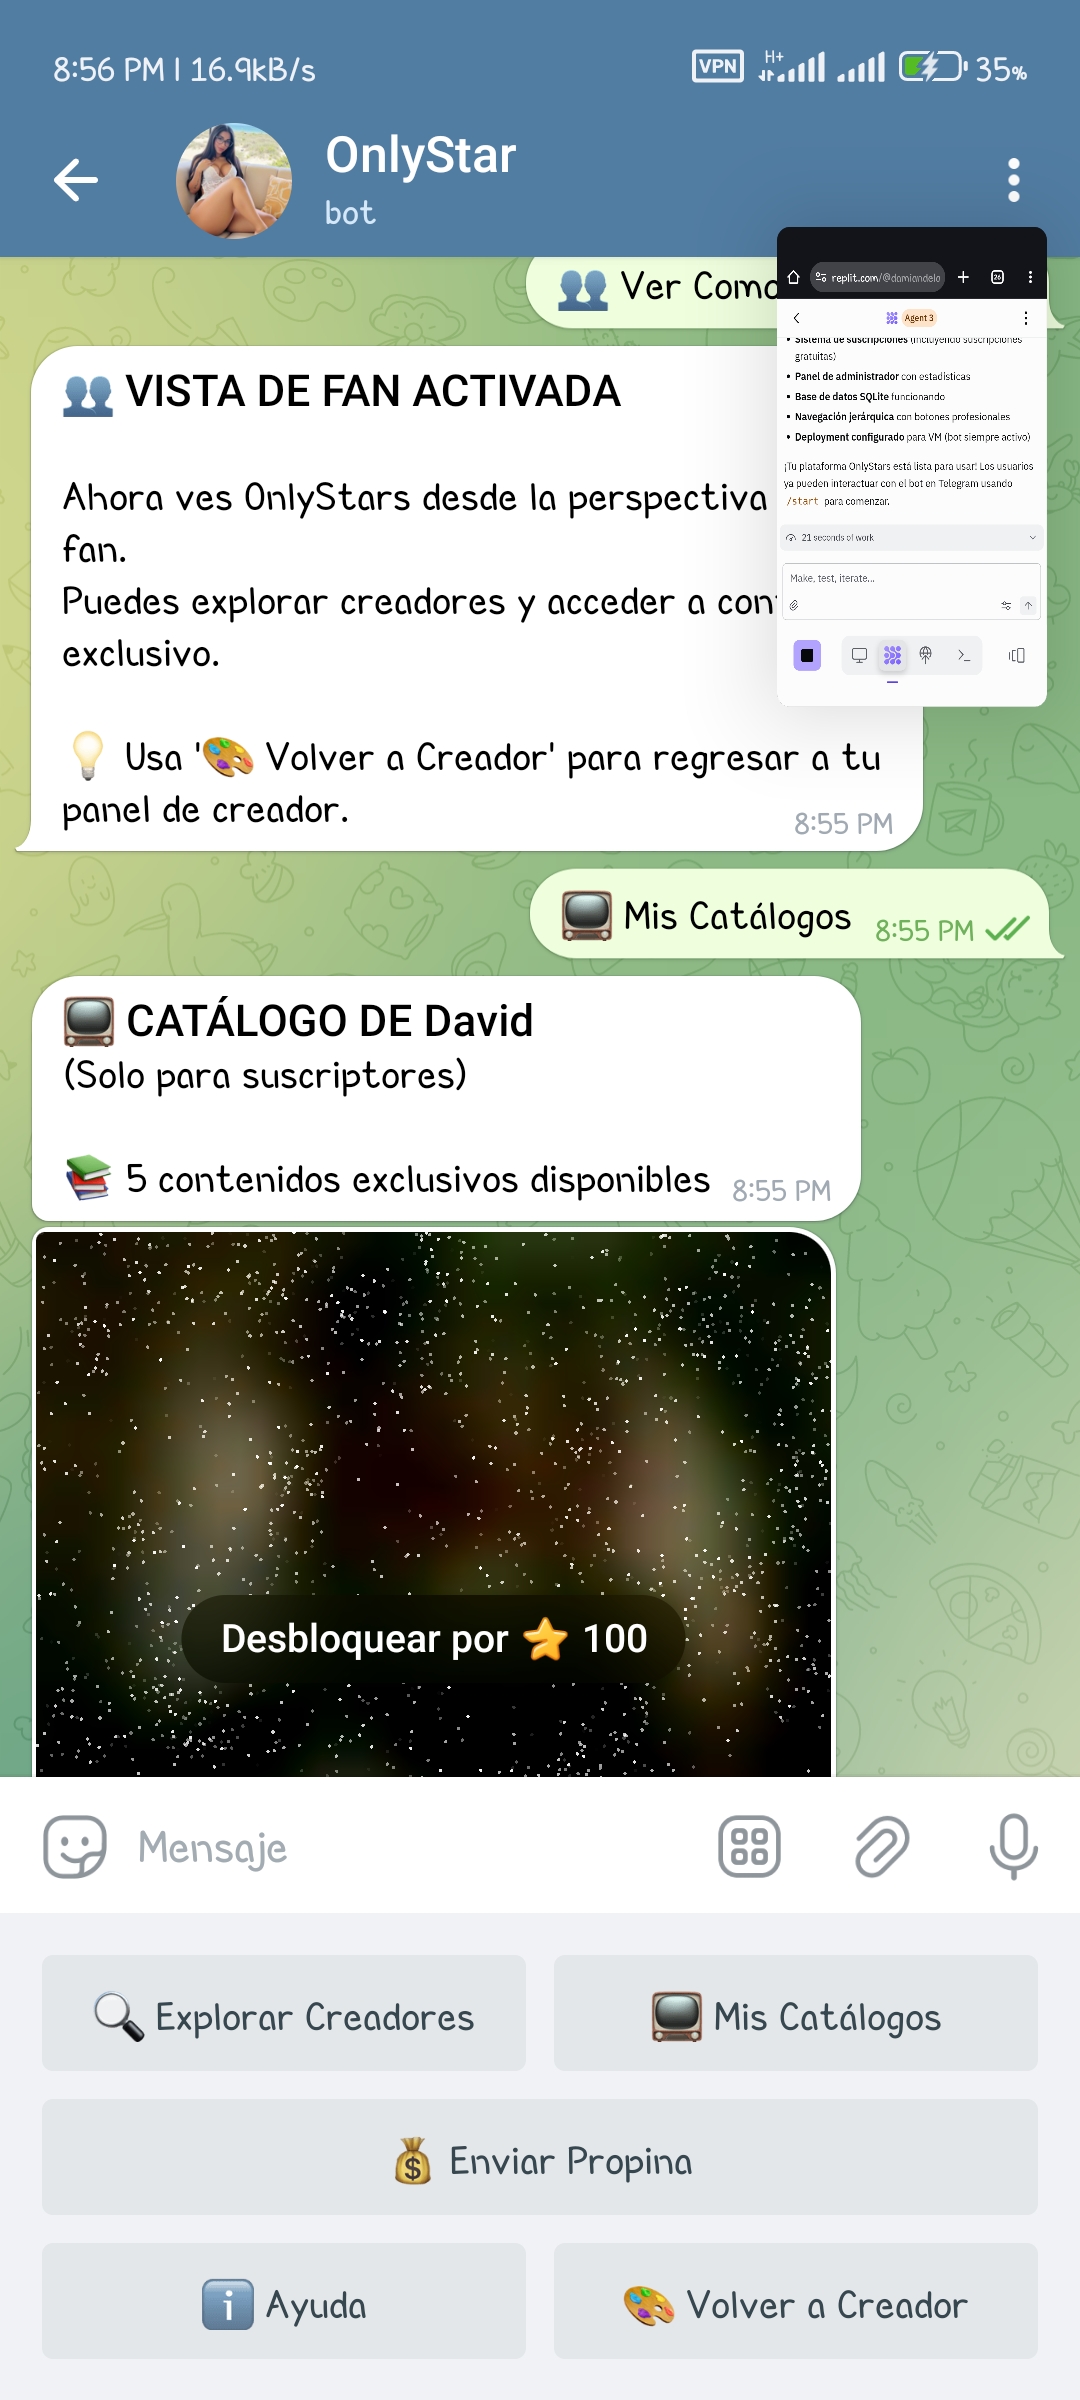 8:56 PM | 16.9kB/s
VPN
H+
35%
OnlyStar
bot
👥 Ver Como
👥 VISTA DE FAN ACTIVADA
Ahora ves OnlyStars desde la perspectiva
fan.
Puedes explorar creadores y acceder a con
exclusivo.
💡 Usa '🎨 Volver a Creador' para regresar a tu
panel de creador.
8:55 PM
replit.com/@damiandelo
26
Agent 3
• Sistema de suscripciones (incluyendo suscripciones
gratuitas)
• Panel de administrador con estadísticas
• Base de datos SQLite funcionando
• Navegación jerárquica con botones profesionales
• Deployment configurado para VM (bot siempre activo)
¡Tu plataforma OnlyStars está lista para usar! Los usuarios
ya pueden interactuar con el bot en Telegram usando
/start para comenzar.
21 seconds of work
Make, test, iterate...
📺 Mis Catálogos 8:55 PM
📺 CATÁLOGO DE David
(Solo para suscriptores)
📚 5 contenidos exclusivos disponibles 8:55 PM
Desbloquear por ⭐ 100
Mensaje
🔍 Explorar Creadores
📺 Mis Catálogos
💰 Enviar Propina
ℹ️ Ayuda
🎨 Volver a Creador